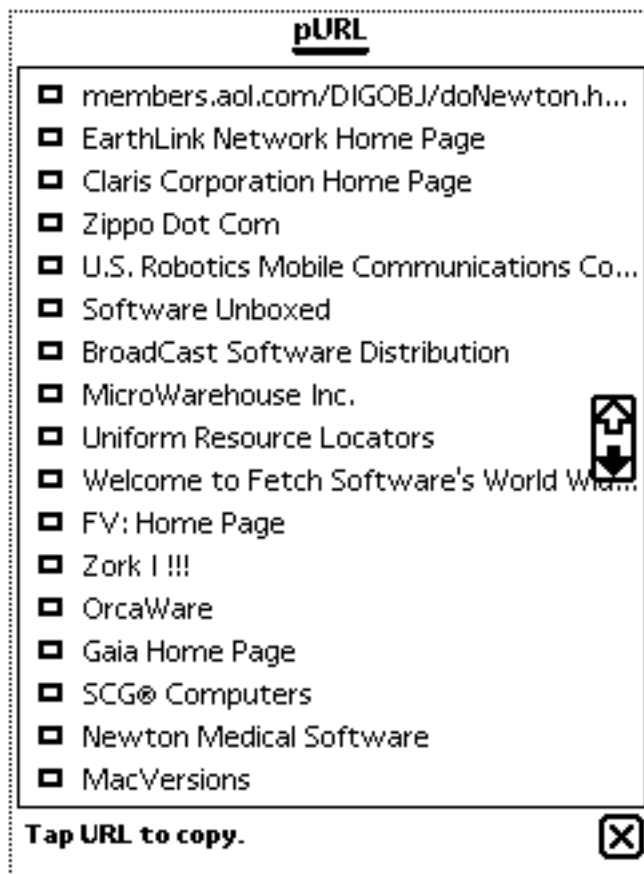 pURL
members.aol.com/DIGOBJ/doNewton.h...
EarthLink Network Home Page
Claris Corporation Home Page
Zippo Dot Com
U.S. Robotics Mobile Communications Co...
Software Unboxed
BroadCast Software Distribution
MicroWarehouse Inc.
Uniform Resource Locators
Welcome to Fetch Software's World Wid...
FV: Home Page
Zork I !!!
OrcaWare
Gaia Home Page
SCG® Computers
Newton Medical Software
MacVersions
Tap URL to copy.